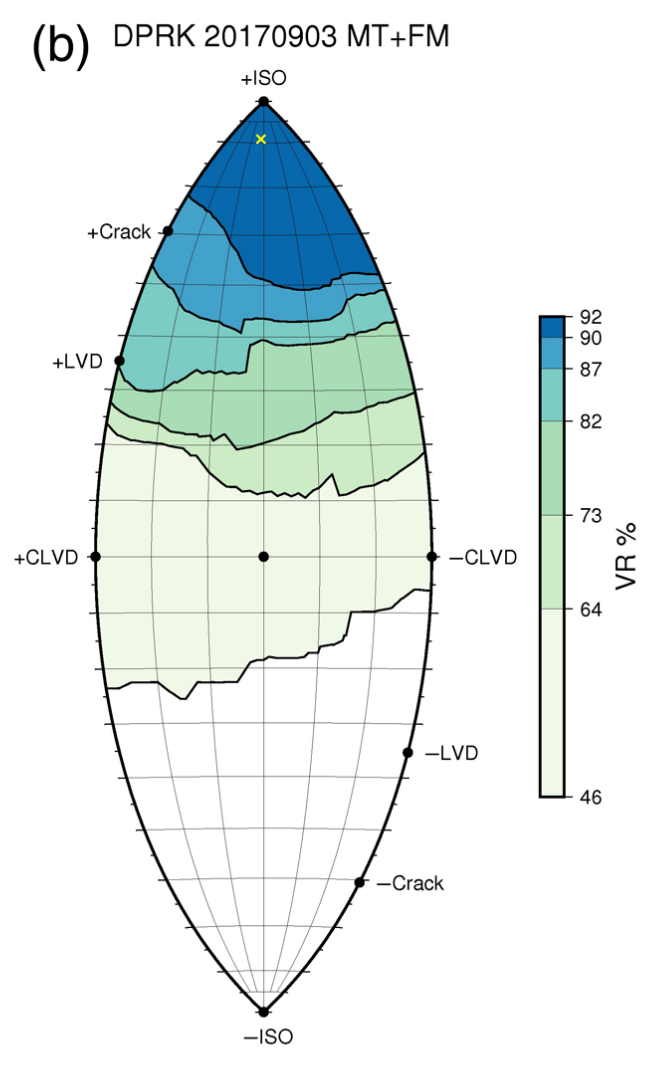 (b) DPRK 20170903 MT+FM
+ISO
+Crack
+LVD
+CLVD
−CLVD
−LVD
−Crack
−ISO
92
90
87
82
73
64
46
VR %